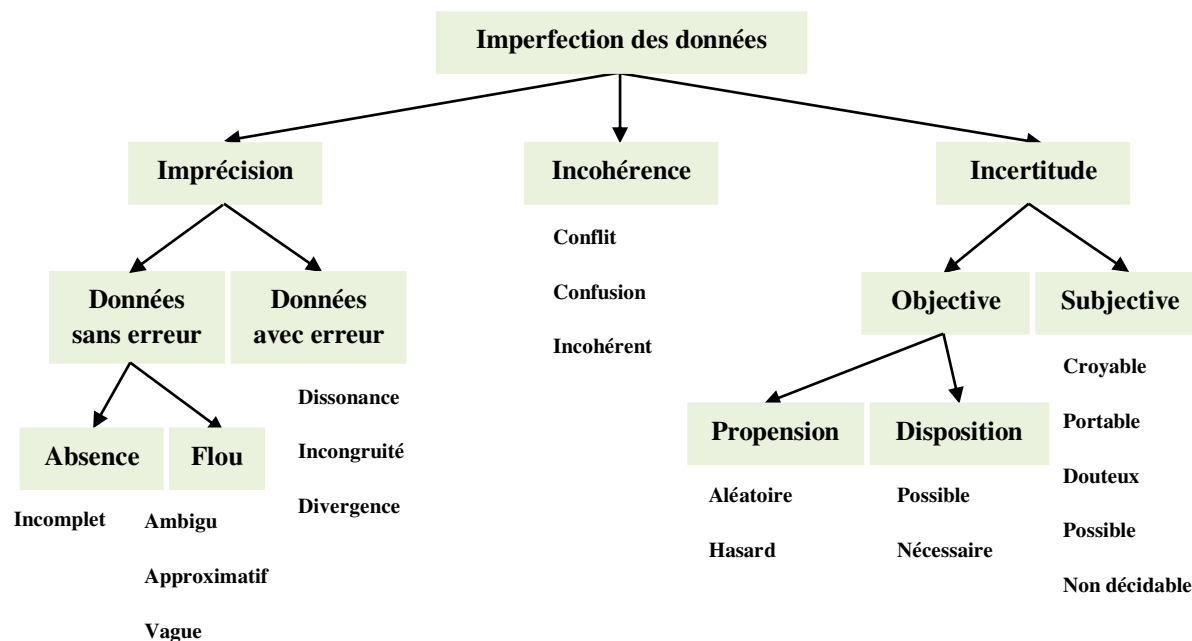 Imperfection des données
Imprécision
Incohérence
Incertitude
Conflit
Confusion
Incohérent
Données
sans erreur
Données
avec erreur
Objective
Subjective
Dissonance
Incongruité
Divergence
Croyable
Portable
Douteux
Possible
Non décidable
Absence
Flou
Propension
Disposition
Incomplet
Ambigu
Approximatif
Vague
Aléatoire
Hasard
Possible
Nécessaire